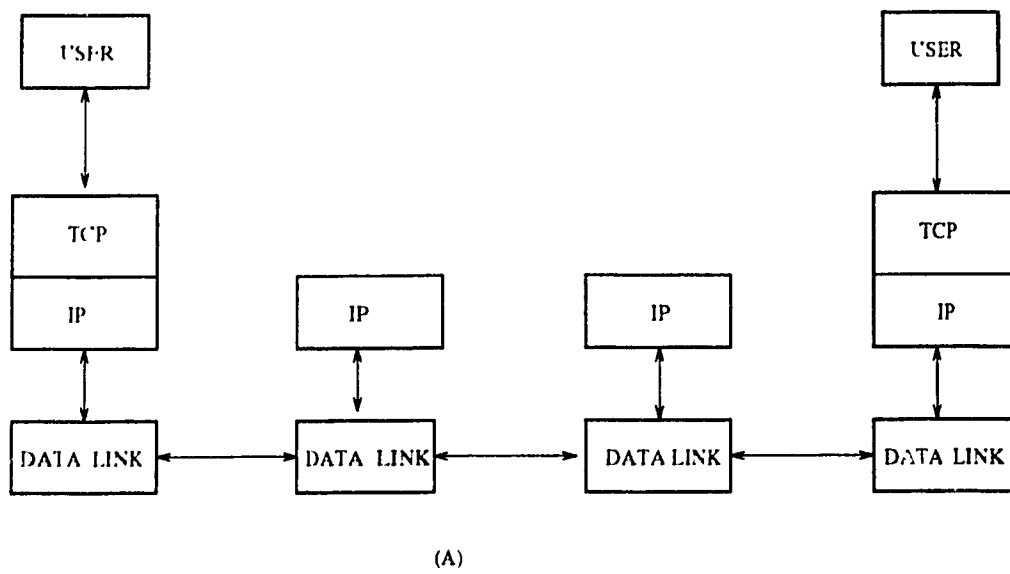 USER USER
TCP TCP
IP IP IP IP
DATA LINK DATA LINK DATA LINK DATA LINK
(A)